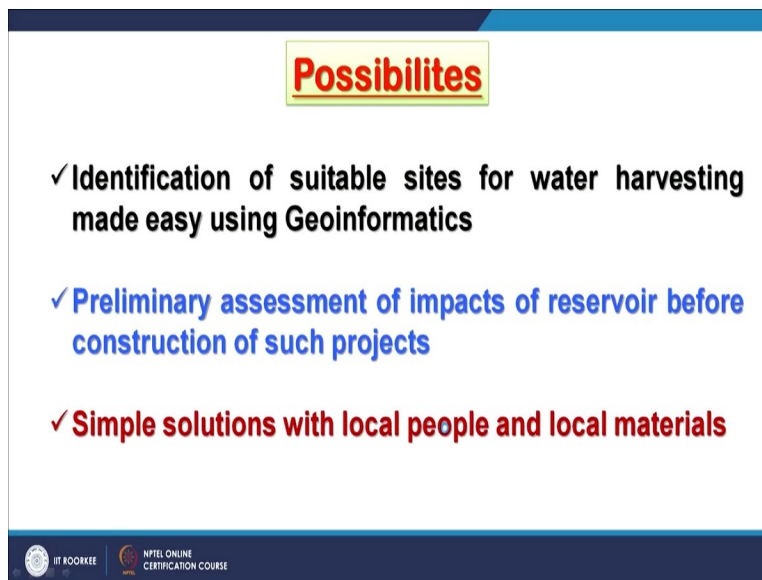 Possibilites
✓Identification of suitable sites for water harvesting
made easy using Geoinformatics
✓Preliminary assessment of impacts of reservoir before
construction of such projects
✓Simple solutions with local people and local materials
IIT ROORKEE
NPTEL
NPTEL ONLINE
CERTIFICATION COURSE